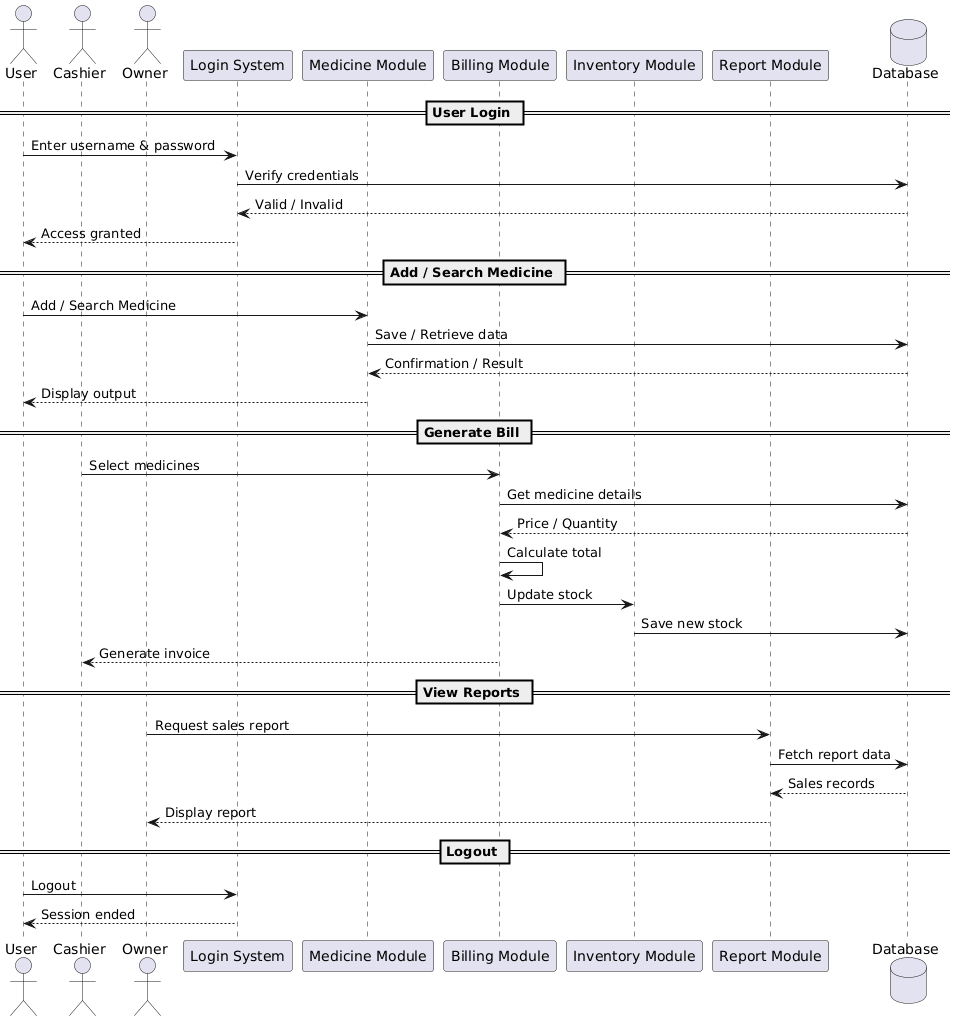 User Cashier Owner Login System Medicine Module Billing Module Inventory Module Report Module Database
User Login
Enter username & password
Verify credentials
Valid / Invalid
Access granted
Add / Search Medicine
Add / Search Medicine
Save / Retrieve data
Confirmation / Result
Display output
Generate Bill
Select medicines
Get medicine details
Price / Quantity
Calculate total
Update stock
Save new stock
Generate invoice
View Reports
Request sales report
Fetch report data
Sales records
Display report
Logout
Logout
Session ended
User Cashier Owner Login System Medicine Module Billing Module Inventory Module Report Module Database